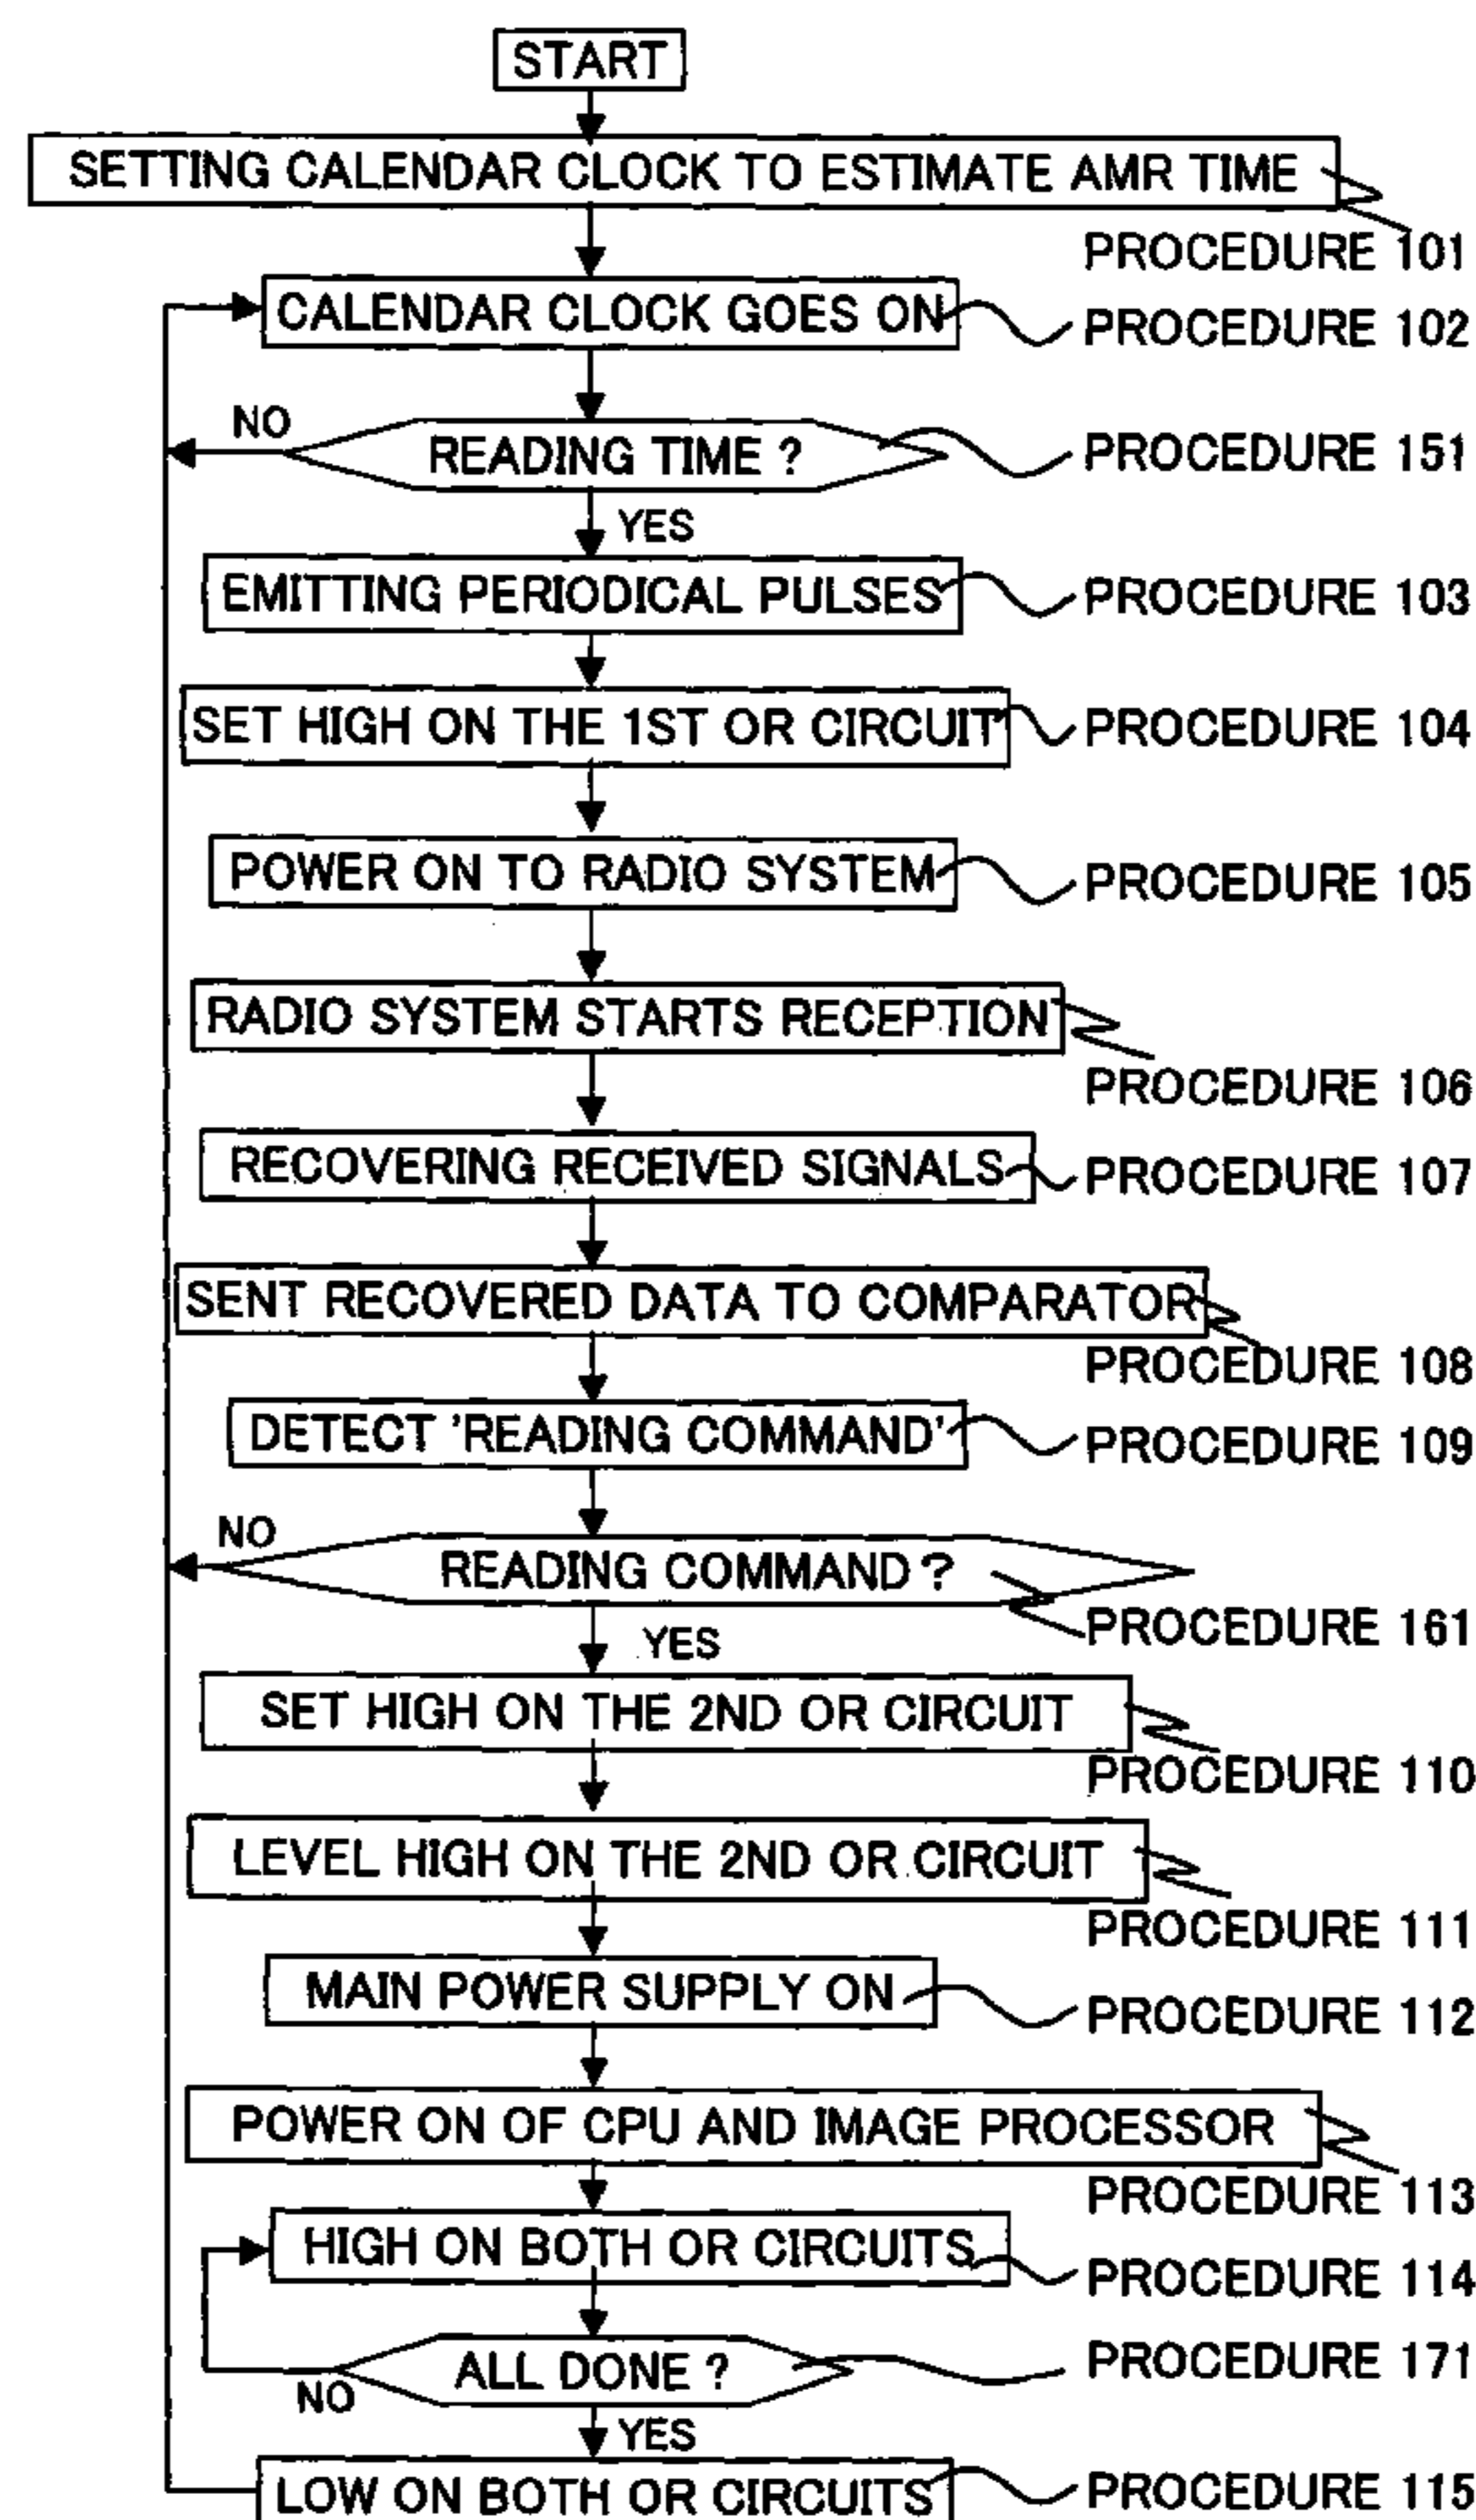 START
SETTING CALENDAR CLOCK TO ESTIMATE AMR TIME
PROCEDURE 101
CALENDAR CLOCK GOES ON
PROCEDURE 102
NO
READING TIME ?
PROCEDURE 151
YES
EMITTING PERIODICAL PULSES
PROCEDURE 103
SET HIGH ON THE 1ST OR CIRCUIT
PROCEDURE 104
POWER ON TO RADIO SYSTEM
PROCEDURE 105
RADIO SYSTEM STARTS RECEPTION
PROCEDURE 106
RECOVERING RECEIVED SIGNALS
PROCEDURE 107
SENT RECOVERED DATA TO COMPARATOR
PROCEDURE 108
DETECT 'READING COMMAND'
PROCEDURE 109
NO
READING COMMAND ?
PROCEDURE 161
YES
SET HIGH ON THE 2ND OR CIRCUIT
PROCEDURE 110
LEVEL HIGH ON THE 2ND OR CIRCUIT
PROCEDURE 111
MAIN POWER SUPPLY ON
PROCEDURE 112
POWER ON OF CPU AND IMAGE PROCESSOR
PROCEDURE 113
HIGH ON BOTH OR CIRCUITS
PROCEDURE 114
ALL DONE ?
PROCEDURE 171
NO
YES
LOW ON BOTH OR CIRCUITS
PROCEDURE 115